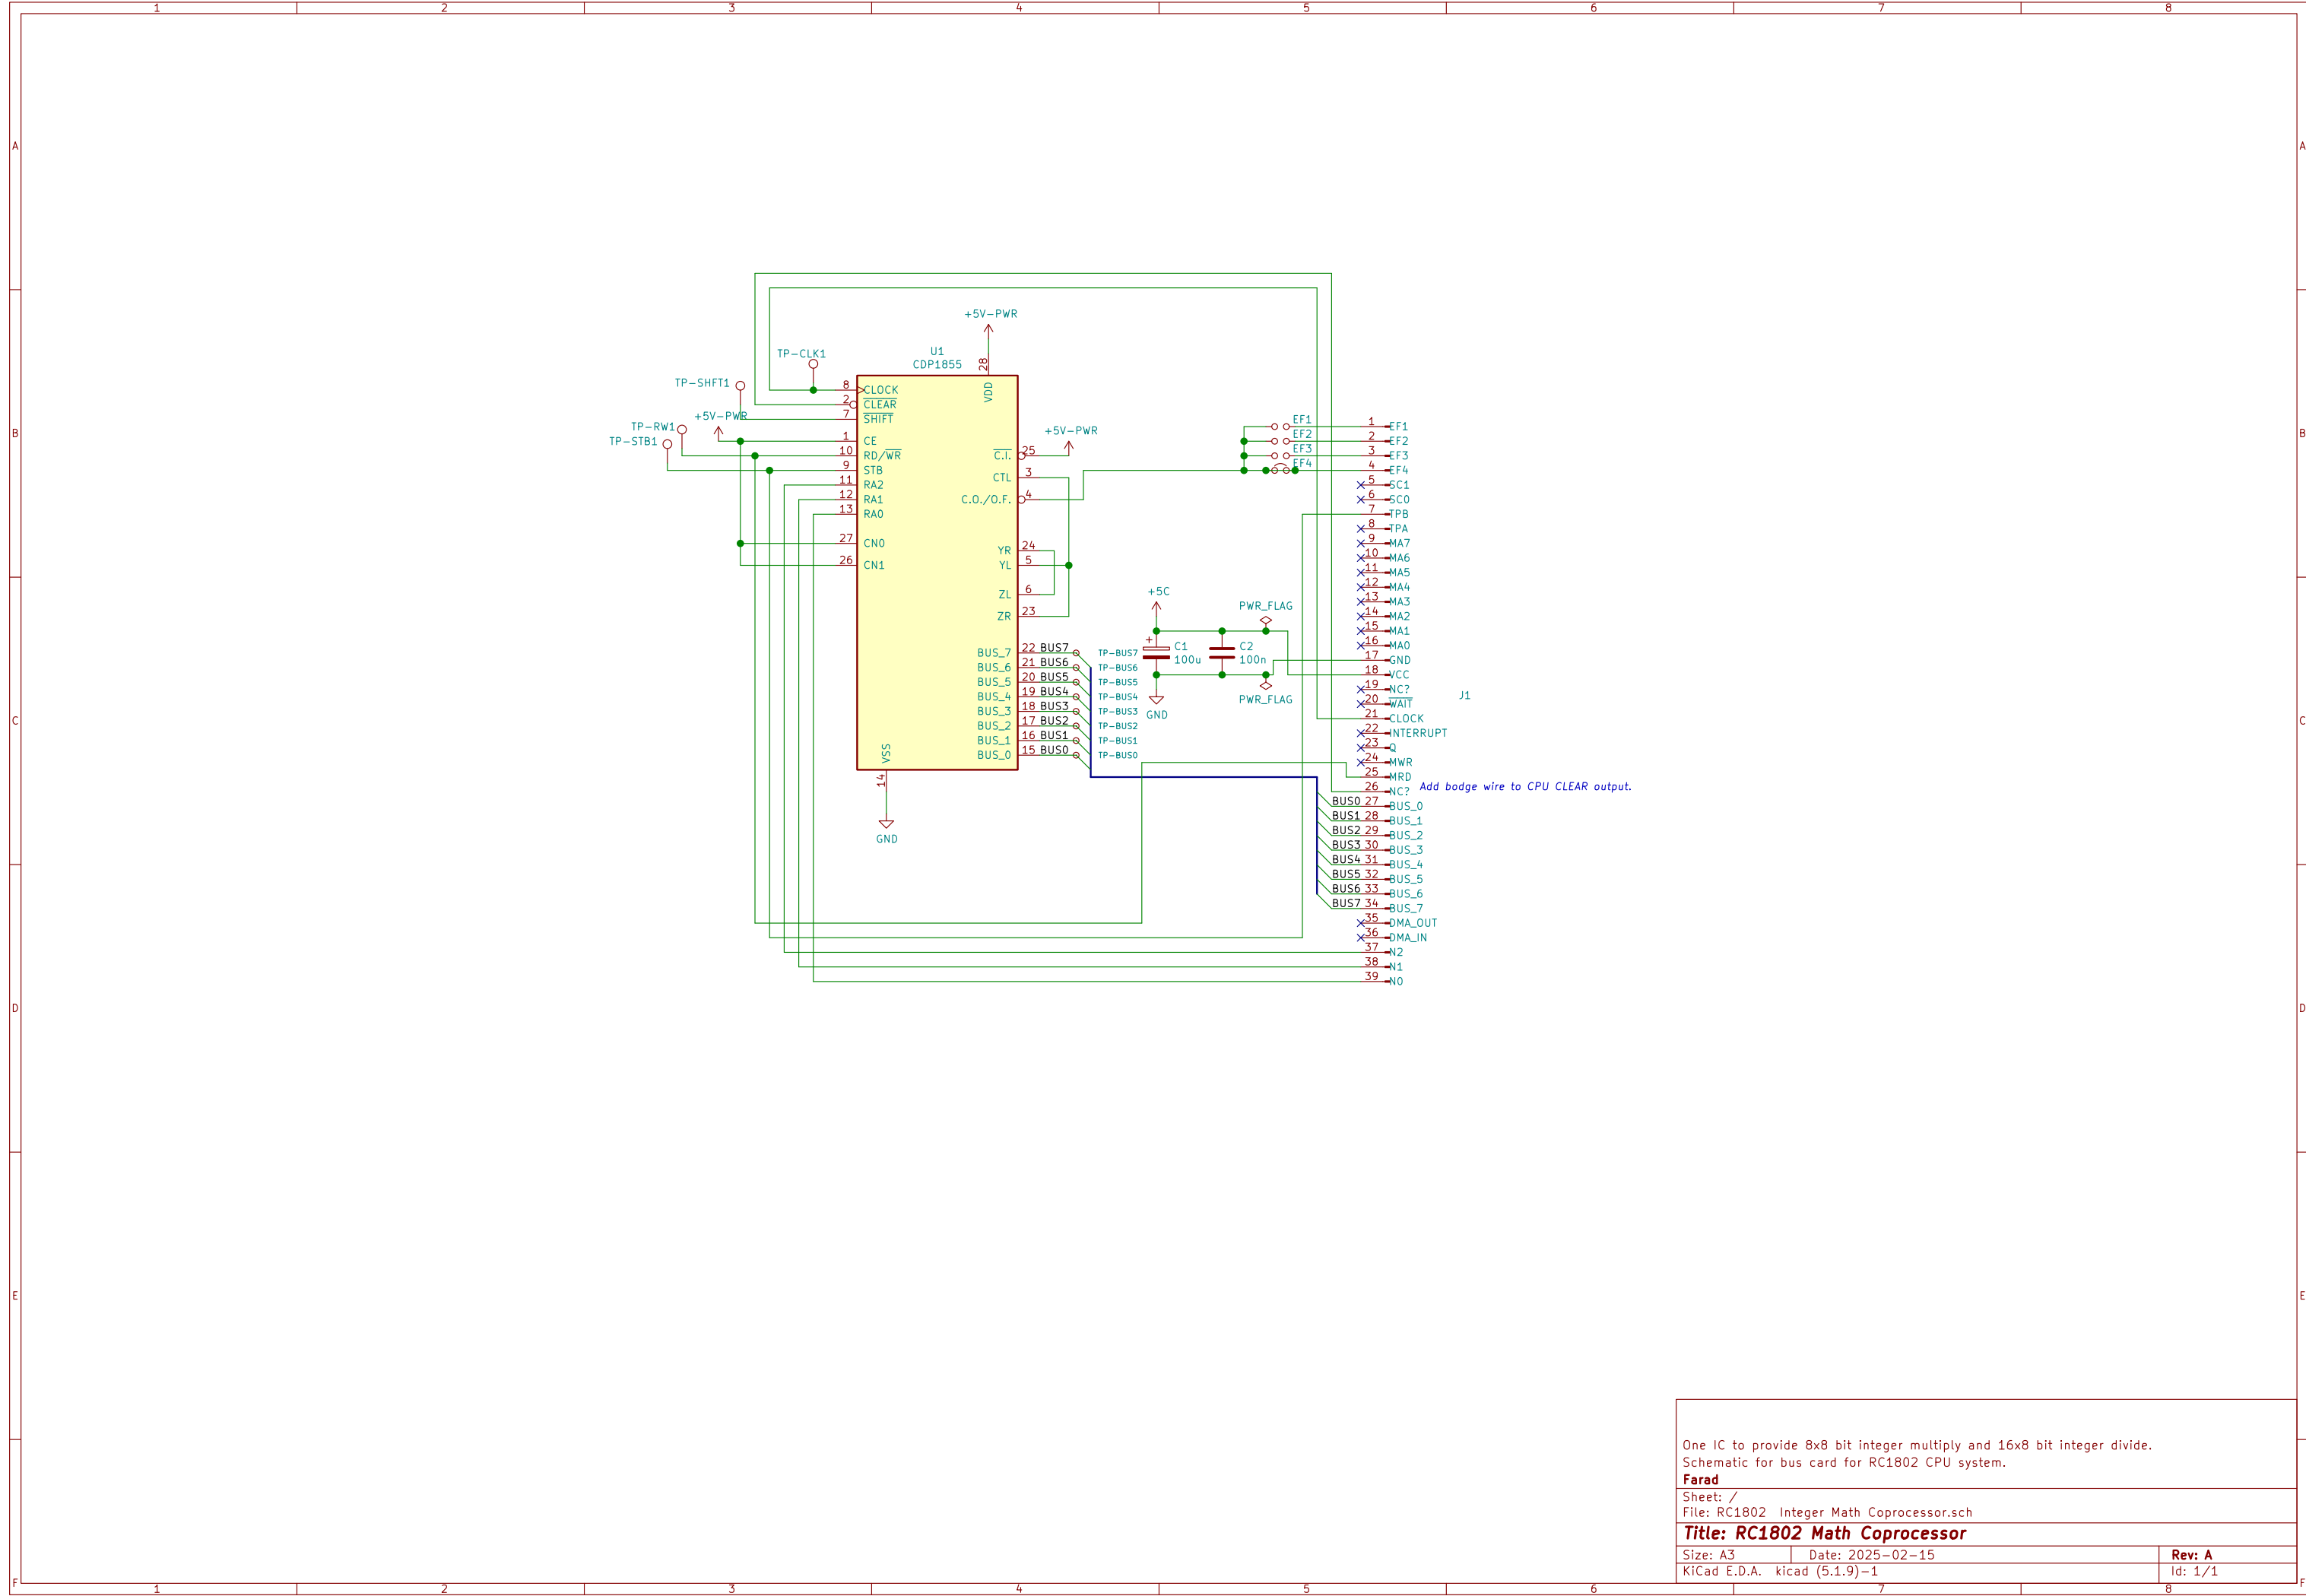 1 2 3 4 5 6 7 8
A A
B B
C C
D D
E E
F F
+5V-PWR
U1
CDP1855
28
VDD
TP-CLK1
TP-SHFT1
+5V-PWR
TP-RW1
TP-STB1
8 CLOCK
2 CLEAR
7 SHIFT
1 CE
10 RD/WR
9 STB
11 RA2
12 RA1
13 RA0
27 CN0
26 CN1
+5V-PWR
C.I. 25
CTL 3
C.O./O.F. 4
YR 24
YL 5
ZL 6
ZR 23
BUS_7 22 BUS7 TP-BUS7
BUS_6 21 BUS6 TP-BUS6
BUS_5 20 BUS5 TP-BUS5
BUS_4 19 BUS4 TP-BUS4
BUS_3 18 BUS3 TP-BUS3
BUS_2 17 BUS2 TP-BUS2
BUS_1 16 BUS1 TP-BUS1
BUS_0 15 BUS0 TP-BUS0
VSS
14
GND
+5C
PWR_FLAG
+
C1
100u
C2
100n
GND
PWR_FLAG
EF1
EF2
EF3
EF4
1 EF1
2 EF2
3 EF3
4 EF4
5 SC1
6 SC0
7 TPB
8 TPA
9 MA7
10 MA6
11 MA5
12 MA4
13 MA3
14 MA2
15 MA1
16 MA0
17 GND
18 VCC
19 NC?
20 WAIT
21 CLOCK
22 INTERRUPT
23 Q
24 MWR
25 MRD
26 NC?
J1
Add bodge wire to CPU CLEAR output.
BUS0 27 BUS_0
BUS1 28 BUS_1
BUS2 29 BUS_2
BUS3 30 BUS_3
BUS4 31 BUS_4
BUS5 32 BUS_5
BUS6 33 BUS_6
BUS7 34 BUS_7
35 DMA_OUT
36 DMA_IN
37 N2
38 N1
39 N0
One IC to provide 8x8 bit integer multiply and 16x8 bit integer divide.
Schematic for bus card for RC1802 CPU system.
Farad
Sheet: /
File: RC1802 Integer Math Coprocessor.sch
Title: RC1802 Math Coprocessor
Size: A3 Date: 2025-02-15 Rev: A
KiCad E.D.A. kicad (5.1.9)-1 Id: 1/1
1 2 3 4 5 6 7 8